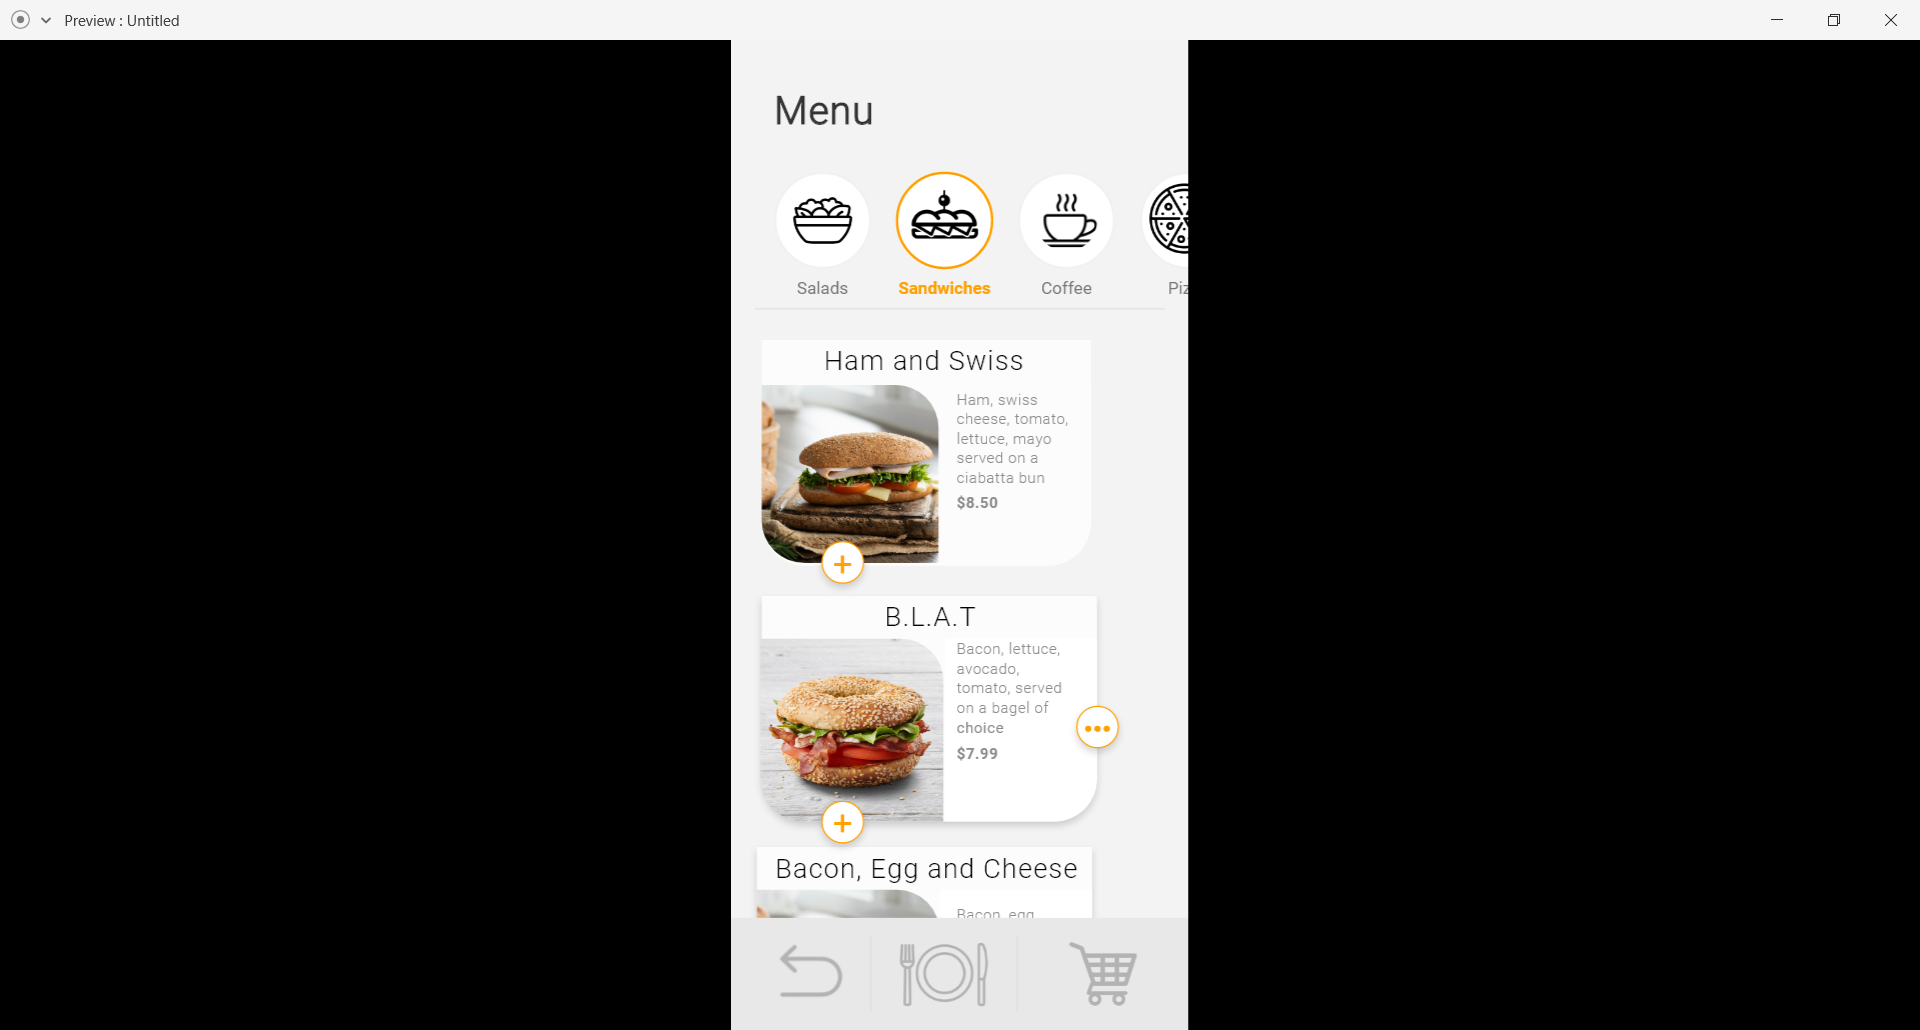 Preview : Untitled
Menu
Salads
Sandwiches
Coffee
Piz
Ham and Swiss
Ham, swiss
cheese, tomato,
lettuce, mayo
served on a
ciabatta bun
$8.50
B.L.A.T
Bacon, lettuce,
avocado,
tomato, served
on a bagel of
choice
$7.99
Bacon, Egg and Cheese
Bacon, egg